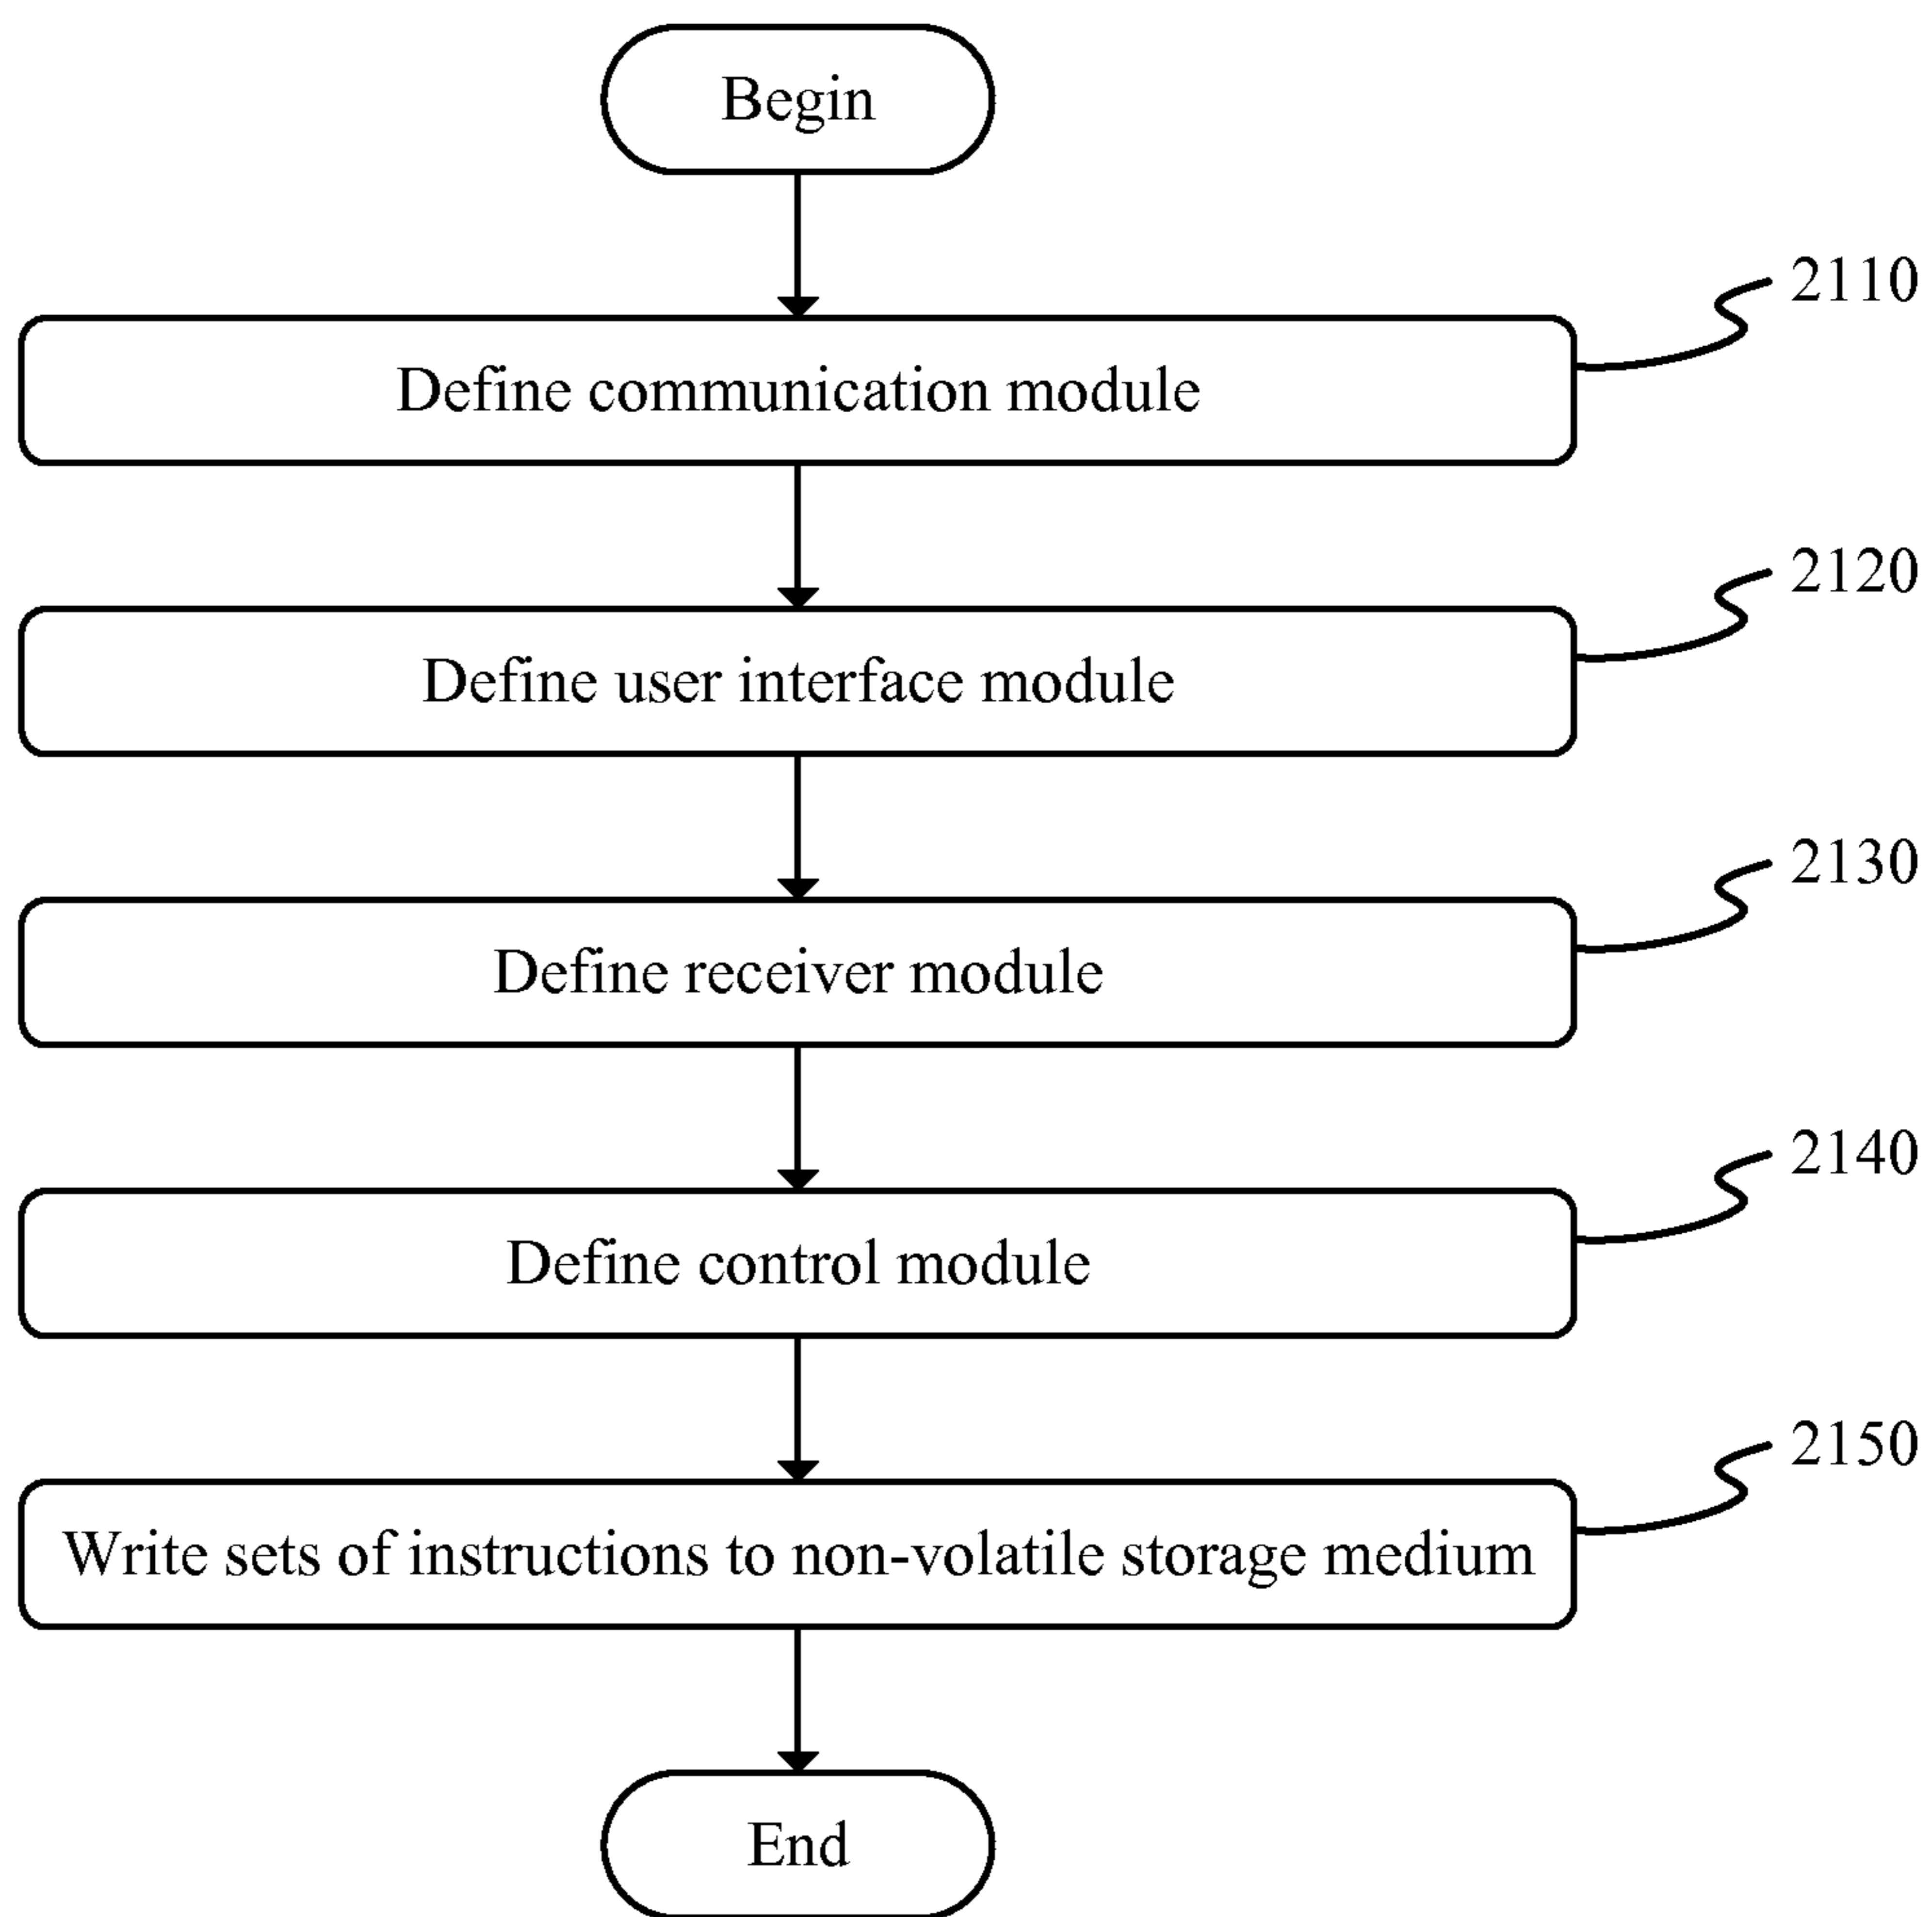 Begin
2110
Define communication module
2120
Define user interface module
2130
Define receiver module
2140
Define control module
2150
Write sets of instructions to non-volatile storage medium
End